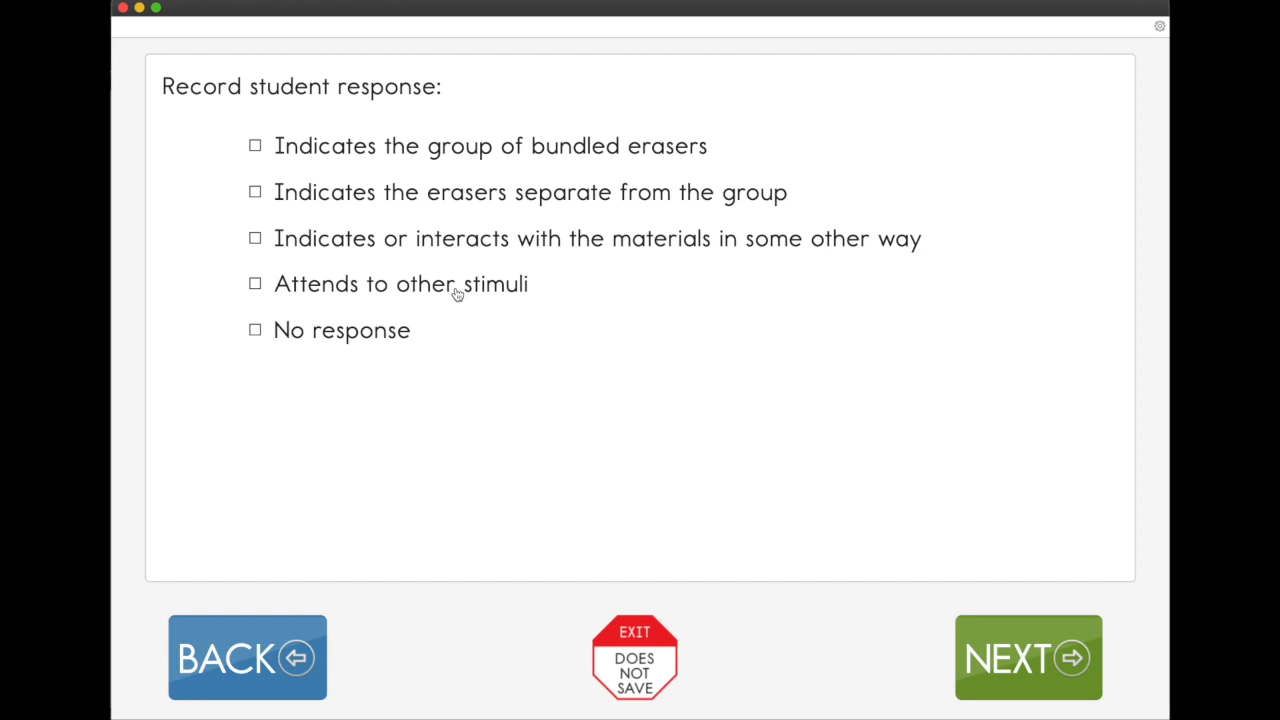 Record student response:
Indicates the group of bundled erasers
Indicates the erasers separate from the group
Indicates or interacts with the materials in some other way
Attends to other stimuli
No response
BACK
EXIT
DOES
NOT
SAVE
NEXT